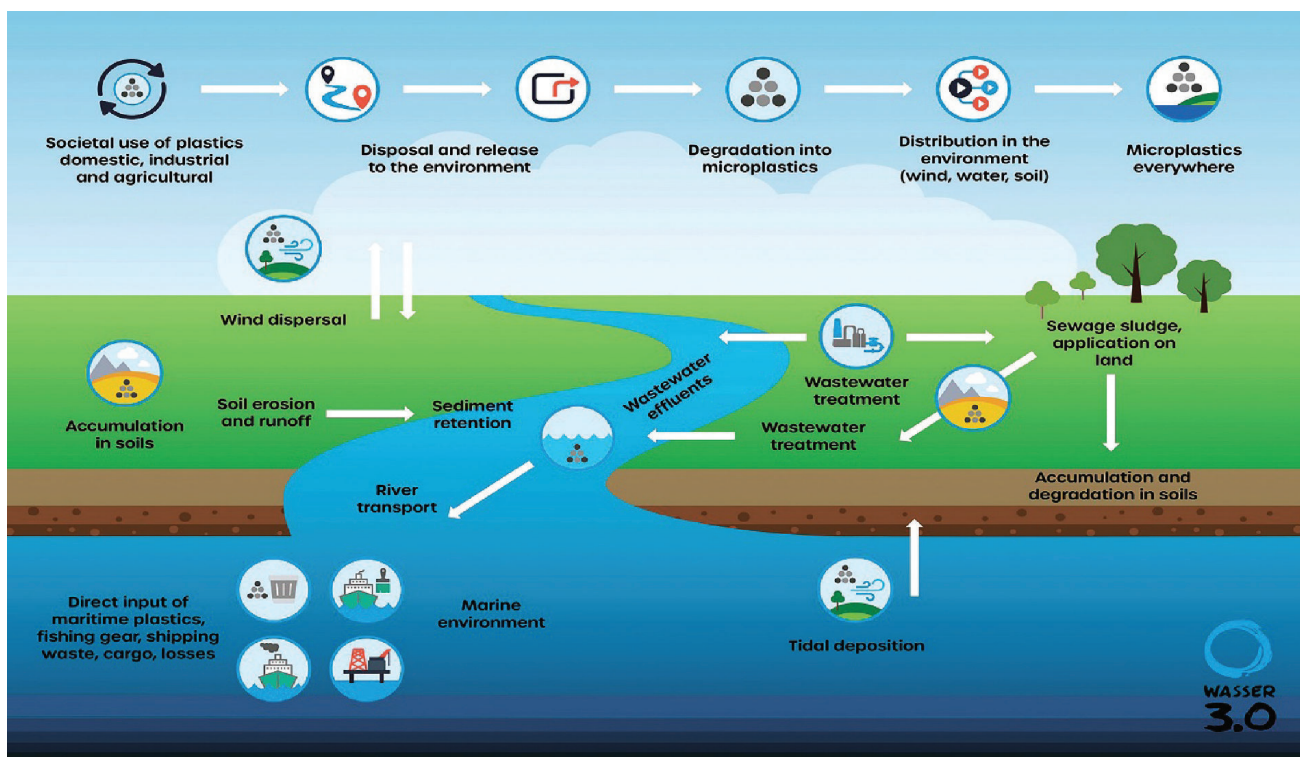 Societal use of plastics
domestic, industrial
and agricultural
Disposal and release
to the environment
Degradation into
microplastics
Distribution in the
environment
(wind, water, soil)
Microplastics
everywhere
Wind dispersal
Sewage sludge,
application on
land
Wastewater
effluents
Wastewater
treatment
Accumulation
in soils
Soil erosion
and runoff
Sediment
retention
Wastewater
treatment
Accumulation and
degradation in soils
River
transport
Direct input of
maritime plastics,
fishing gear, shipping
waste, cargo, losses
Marine
environment
Tidal deposition
WASSER
3.0